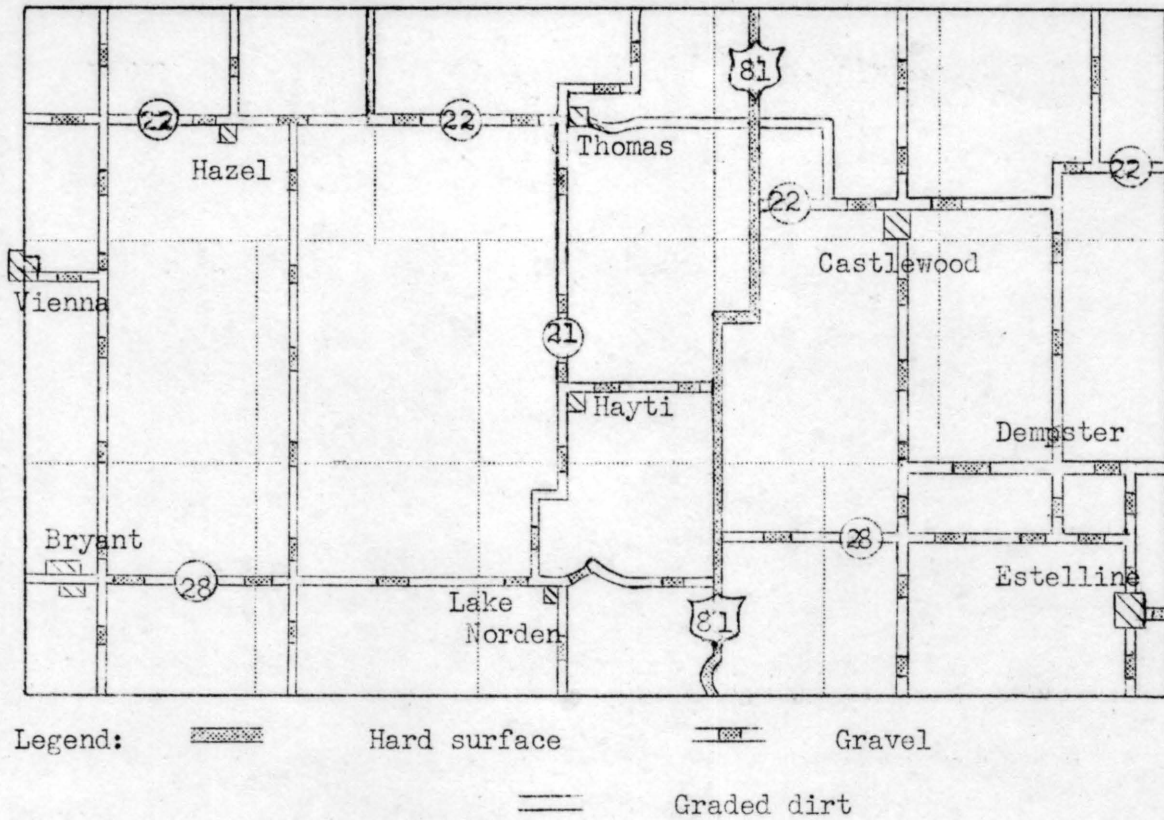 81
22
22
Thomas
Hazel
22
22
Castlewood
Vienna
21
Hayti
Dempster
Bryant
28
28
Estelline
Lake
Norden
81
Legend:
Hard surface
Gravel
Graded dirt